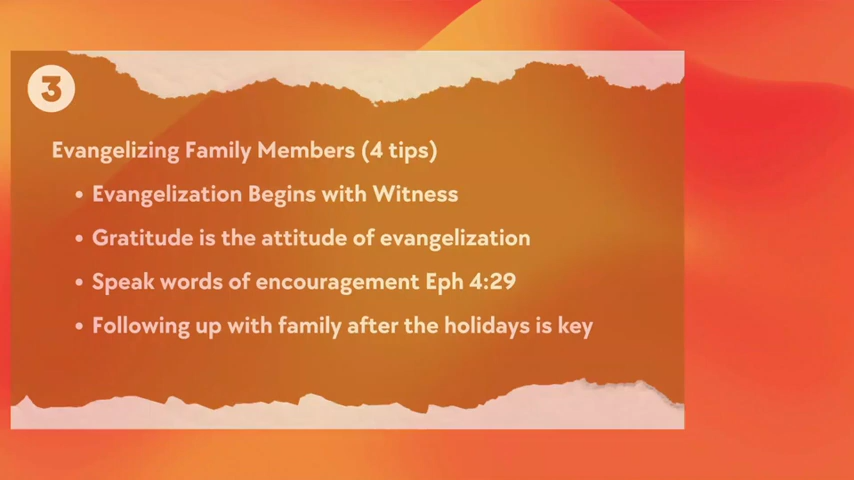 3
Evangelizing Family Members (4 tips)
• Evangelization Begins with Witness
• Gratitude is the attitude of evangelization
• Speak words of encouragement Eph 4:29
• Following up with family after the holidays is key